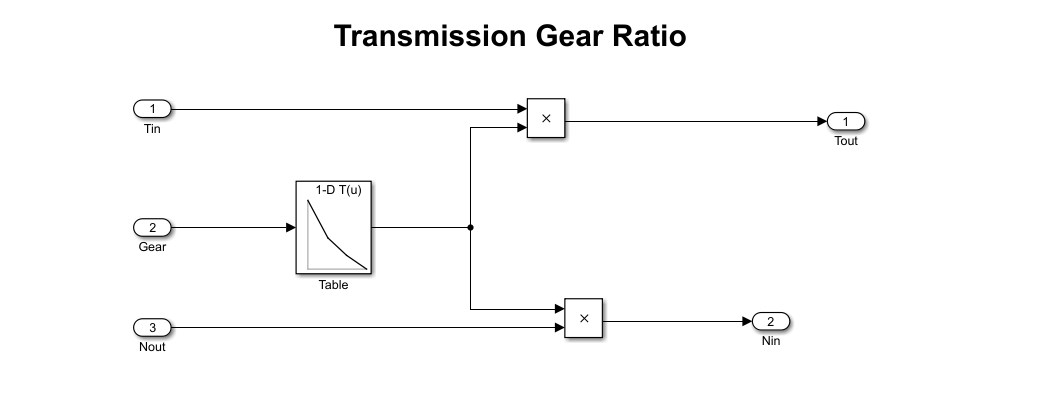 Transmission Gear Ratio
1
Tin
×
1
Tout
1-D T(u)
2
Gear
Table
3
Nout
×
2
Nin